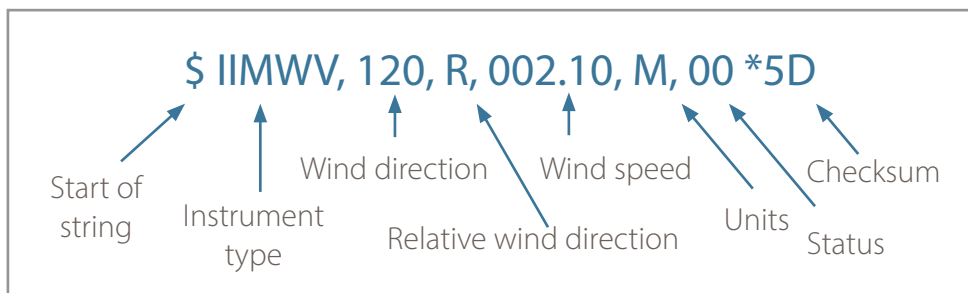 $ IIMWV, 120, R, 002.10, M, 00 *5D
Wind direction
Wind speed
Checksum
Start of
string
Instrument
type
Relative wind direction
Units
Status